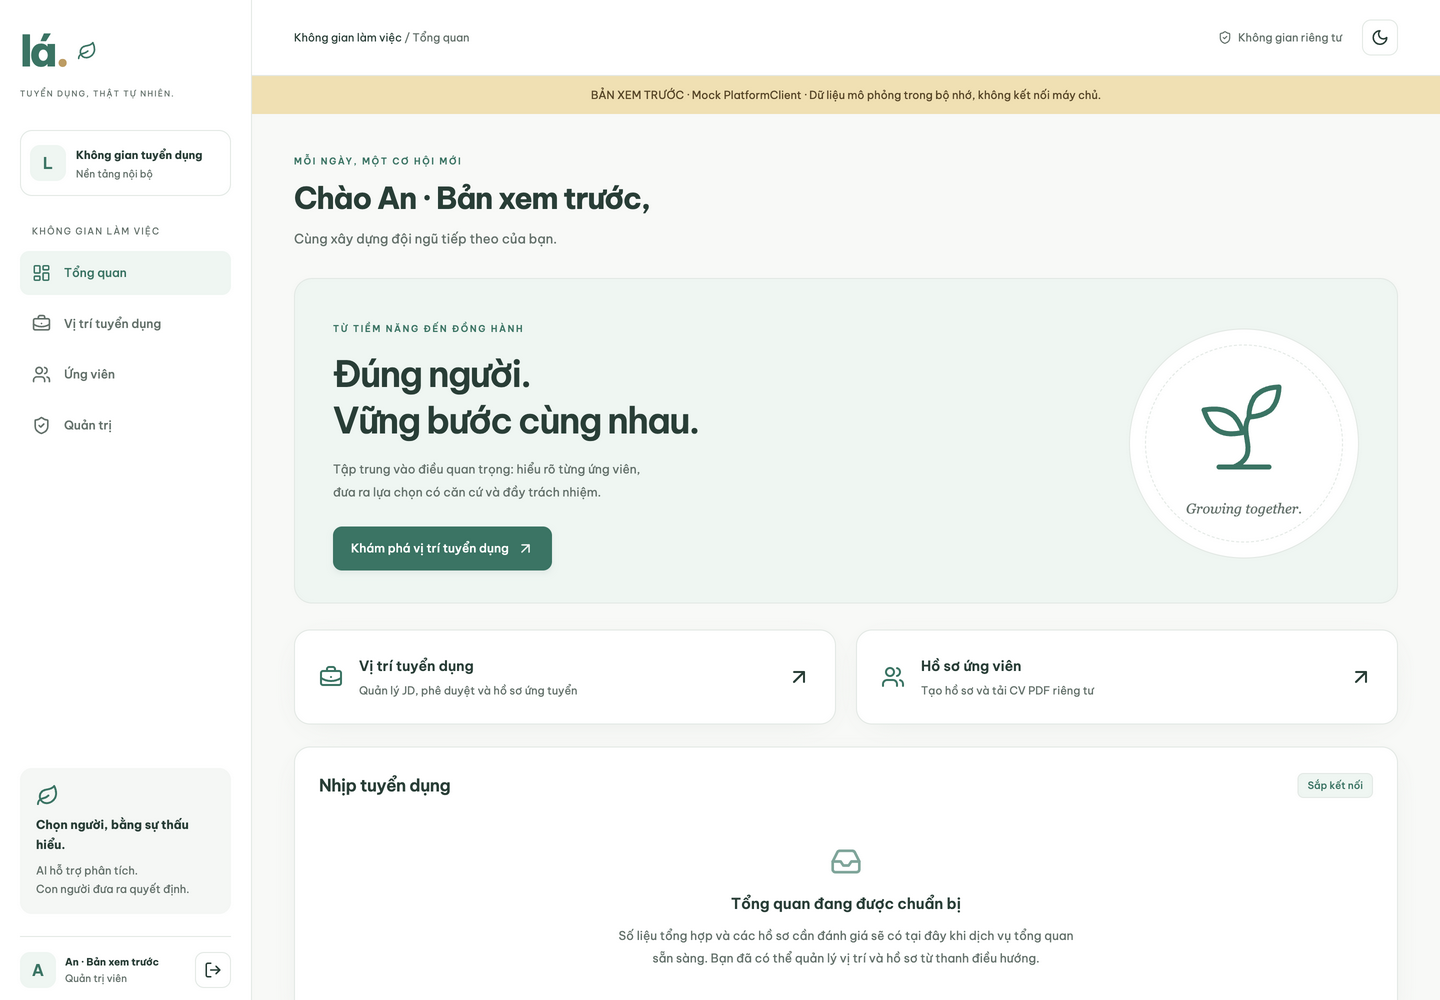 lá.
TUYỂN DỤNG, THẬT TỰ NHIÊN.
L
Không gian tuyển dụng
Nền tảng nội bộ
KHÔNG GIAN LÀM VIỆC
Tổng quan
Vị trí tuyển dụng
Ứng viên
Quản trị
Chọn người, bằng sự thấu
hiểu.
AI hỗ trợ phân tích.
Con người đưa ra quyết định.
A
An · Bản xem trước
Quản trị viên
Không gian làm việc / Tổng quan
Không gian riêng tư
BẢN XEM TRƯỚC · Mock PlatformClient · Dữ liệu mô phỏng trong bộ nhớ, không kết nối máy chủ.
MỖI NGÀY, MỘT CƠ HỘI MỚI
Chào An · Bản xem trước,
Cùng xây dựng đội ngũ tiếp theo của bạn.
TỪ TIỀM NĂNG ĐẾN ĐỒNG HÀNH
Đúng người.
Vững bước cùng nhau.
Tập trung vào điều quan trọng: hiểu rõ từng ứng viên,
đưa ra lựa chọn có căn cứ và đầy trách nhiệm.
Khám phá vị trí tuyển dụng
Growing together.
Vị trí tuyển dụng
Quản lý JD, phê duyệt và hồ sơ ứng tuyển
Hồ sơ ứng viên
Tạo hồ sơ và tải CV PDF riêng tư
Nhịp tuyển dụng
Sắp kết nối
Tổng quan đang được chuẩn bị
Số liệu tổng hợp và các hồ sơ cần đánh giá sẽ có tại đây khi dịch vụ tổng quan
sẵn sàng. Bạn đã có thể quản lý vị trí và hồ sơ từ thanh điều hướng.